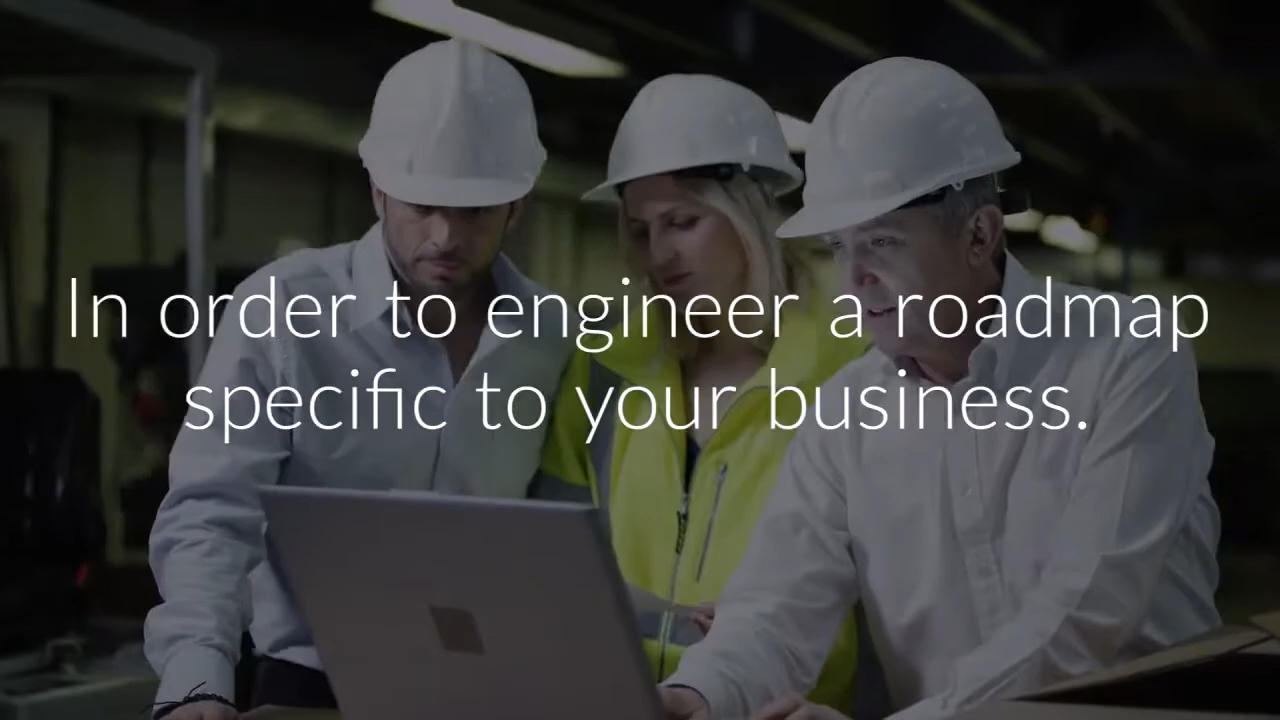 In order to engineer a roadmap
specific to your business.